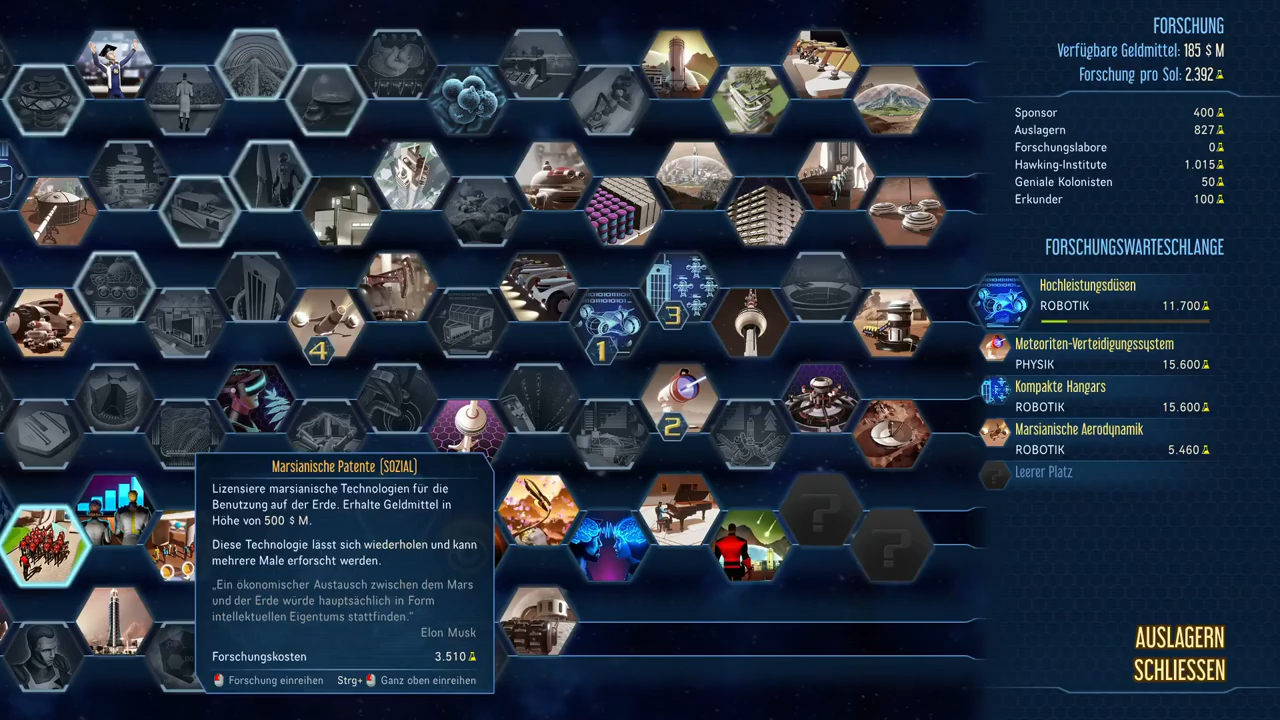 FORSCHUNG
Verfügbare Geldmittel: 185 $ M
Forschung pro Sol: 2.392
Sponsor 400
Auslagern 827
Forschungslabore 0
Hawking-Institute 1.015
Geniale Kolonisten 50
Erkunder 100
FORSCHUNGSWARTESCHLANGE
Hochleistungsdüsen
ROBOTIK 11.700
Meteoriten-Verteidigungssystem
PHYSIK 15.600
Kompakte Hangars
ROBOTIK 15.600
Marsianische Aerodynamik
ROBOTIK 5.460
Leerer Platz
3
4
1
2
Marsianische Patente (SOZIAL)
Lizensiere marsianische Technologien für die
Benutzung auf der Erde. Erhalte Geldmittel in
Höhe von 500 $ M.
Diese Technologie lässt sich wiederholen und kann
mehrere Male erforscht werden.
„Ein ökonomischer Austausch zwischen dem Mars
und der Erde würde hauptsächlich in Form
intellektuellen Eigentums stattfinden.“
Elon Musk
Forschungskosten 3.510
Forschung einreihen Strg+ Ganz oben einreihen
? ?
?
AUSLAGERN
SCHLIESSEN